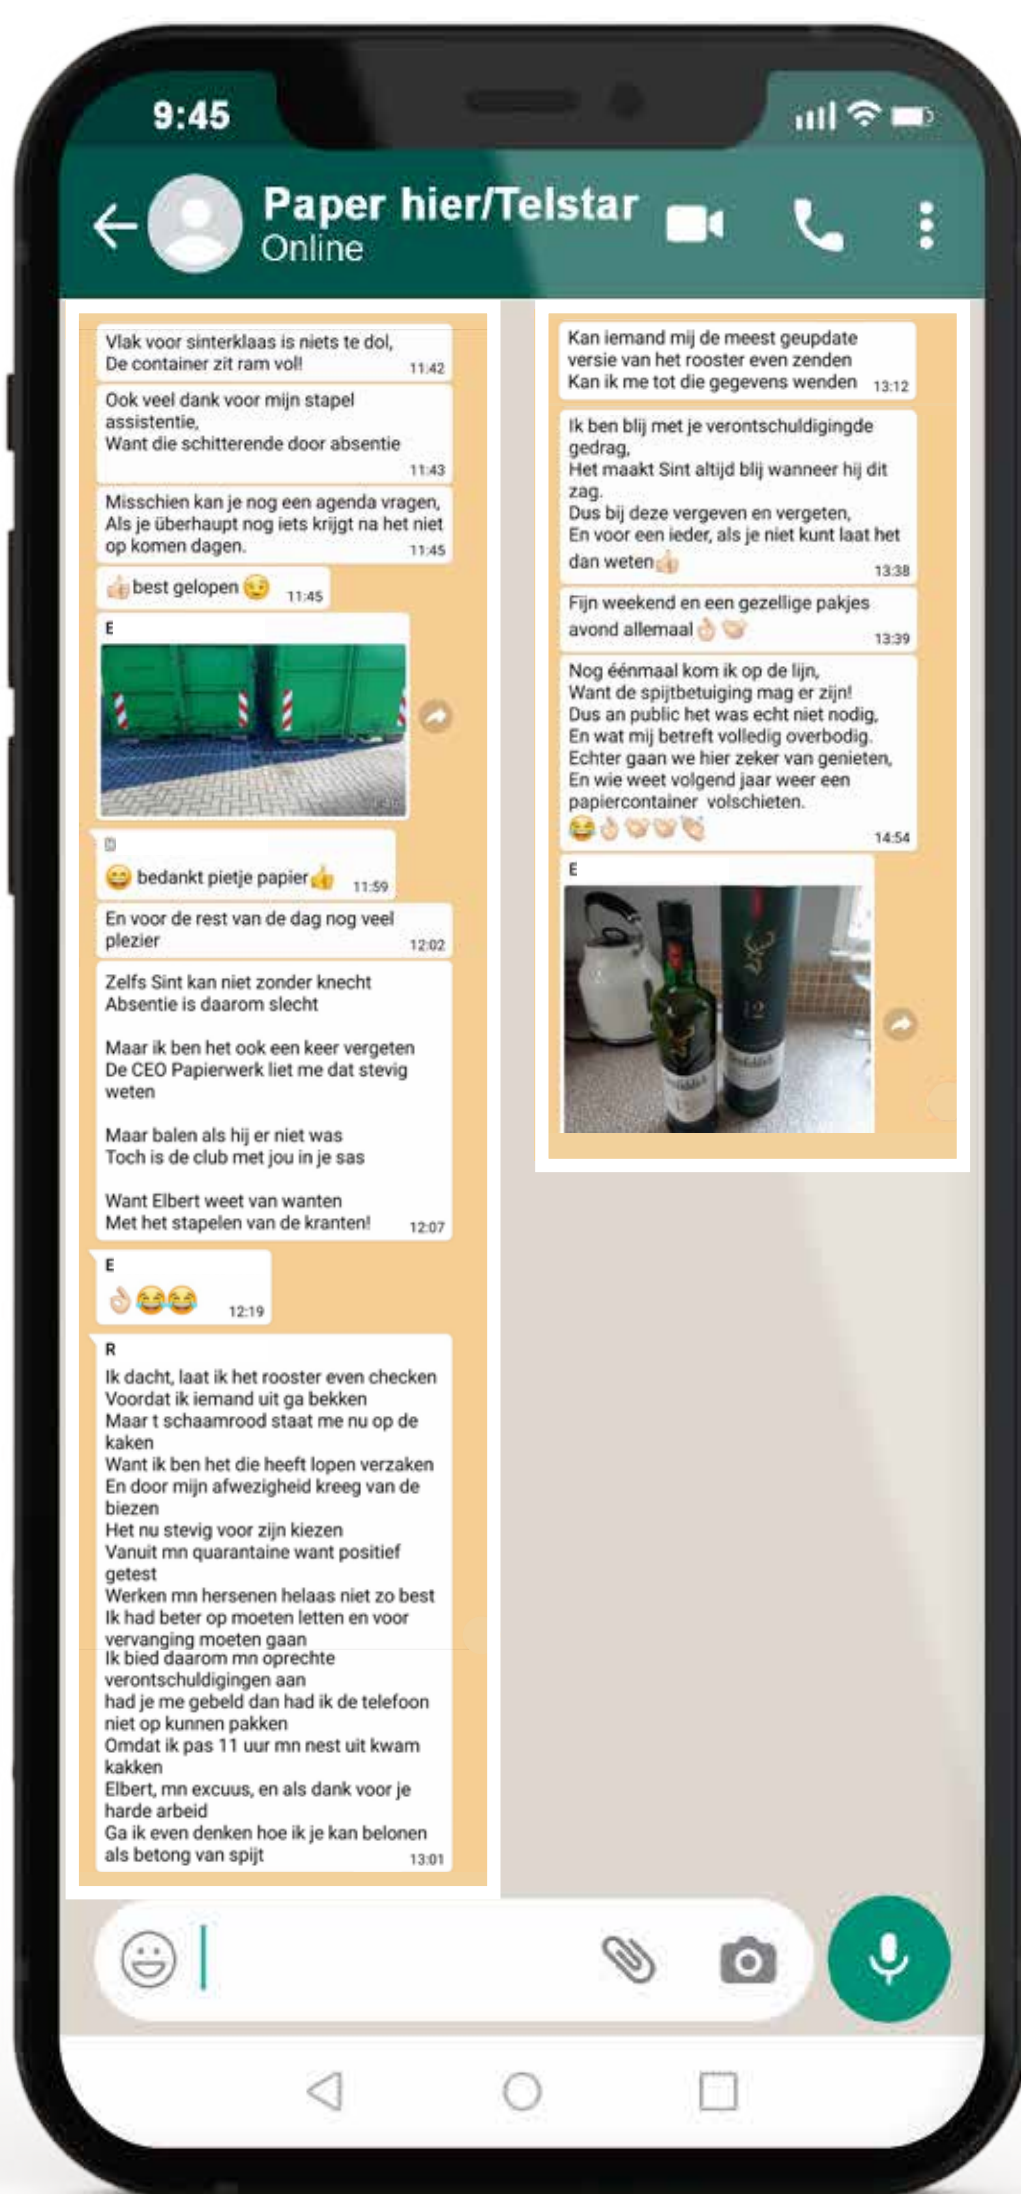 9:45
Paper hier/Telstar
Online
Vlak voor sinterklaas is niets te dol,
De container zit ram vol!
11:42
Ook veel dank voor mijn stapel
assistentie,
Want die schitterende door absentie
11:43
Misschien kan je nog een agenda vragen,
Als je überhaupt nog iets krijgt na het niet
op komen dagen.
11:45
👍🏻best gelopen 😉 11:45
E
😄 bedankt pietje papier👍 11:59
En voor de rest van de dag nog veel
plezier
12:02
Zelfs Sint kan niet zonder knecht
Absentie is daarom slecht
Maar ik ben het ook een keer vergeten
De CEO Papierwerk liet me dat stevig
weten
Maar balen als hij er niet was
Toch is de club met jou in je sas
Want Elbert weet van wanten
Met het stapelen van de kranten!
12:07
E
👌🏻😂😂 12:19
R
Ik dacht, laat ik het rooster even checken
Voordat ik iemand uit ga bekken
Maar t schaamrood staat me nu op de
kaken
Want ik ben het die heeft lopen verzaken
En door mijn afwezigheid kreeg van de
biezen
Het nu stevig voor zijn kiezen
Vanuit mn quarantaine want positief
getest
Werken mn hersenen helaas niet zo best
Ik had beter op moeten letten en voor
vervanging moeten gaan
Ik bied daarom mn oprechte
verontschuldigingen aan
had je me gebeld dan had ik de telefoon
niet op kunnen pakken
Omdat ik pas 11 uur mn nest uit kwam
kakken
Elbert, mn excuus, en als dank voor je
harde arbeid
Ga ik even denken hoe ik je kan belonen
als betong van spijt
13:01
Kan iemand mij de meest geupdate
versie van het rooster even zenden
Kan ik me tot die gegevens wenden 13:12
Ik ben blij met je verontschuldigingde
gedrag,
Het maakt Sint altijd blij wanneer hij dit
zag.
Dus bij deze vergeven en vergeten,
En voor een ieder, als je niet kunt laat het
dan weten👍🏻
13:38
Fijn weekend en een gezellige pakjes
avond allemaal👌🏻 🤝🏻
13:39
Nog éénmaal kom ik op de lijn,
Want de spijtbetuiging mag er zijn!
Dus an public het was echt niet nodig,
En wat mij betreft volledig overbodig.
Echter gaan we hier zeker van genieten,
En wie weet volgend jaar weer een
papiercontainer volschieten.
😂👌🏻🤝🏻🤝🏻👏🏻
14:54
E
12